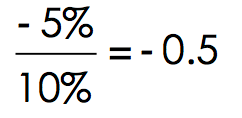 - 5%
10%
= - 0.5